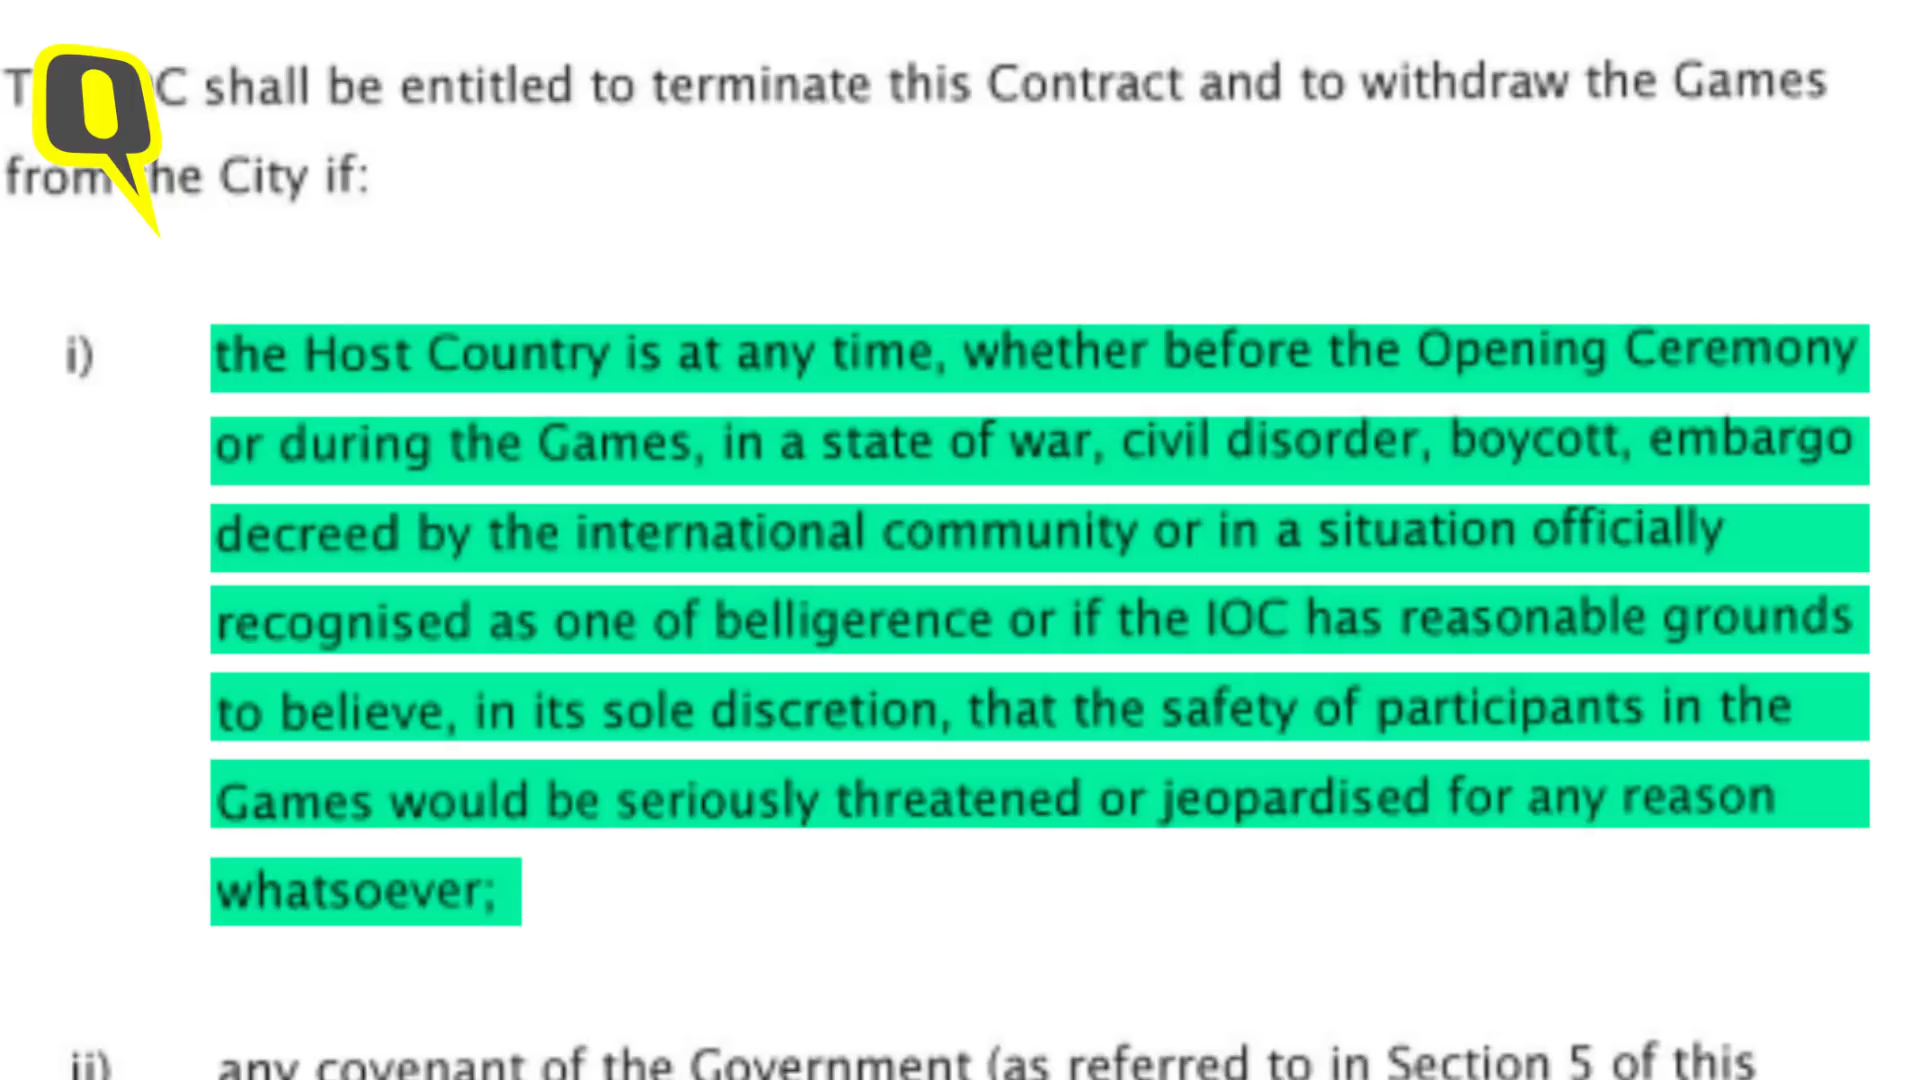 Q
shall be entitled to terminate this Contract and to withdraw the Games
from the City if:
i) the Host Country is at any time, whether before the Opening Ceremony
or during the Games, in a state of war, civil disorder, boycott, embargo
decreed by the international community or in a situation officially
recognised as one of belligerence or if the IOC has reasonable grounds
to believe, in its sole discretion, that the safety of participants in the
Games would be seriously threatened or jeopardised for any reason
whatsoever;
ii) any covenant of the Government (as referred to in Section 5 of this